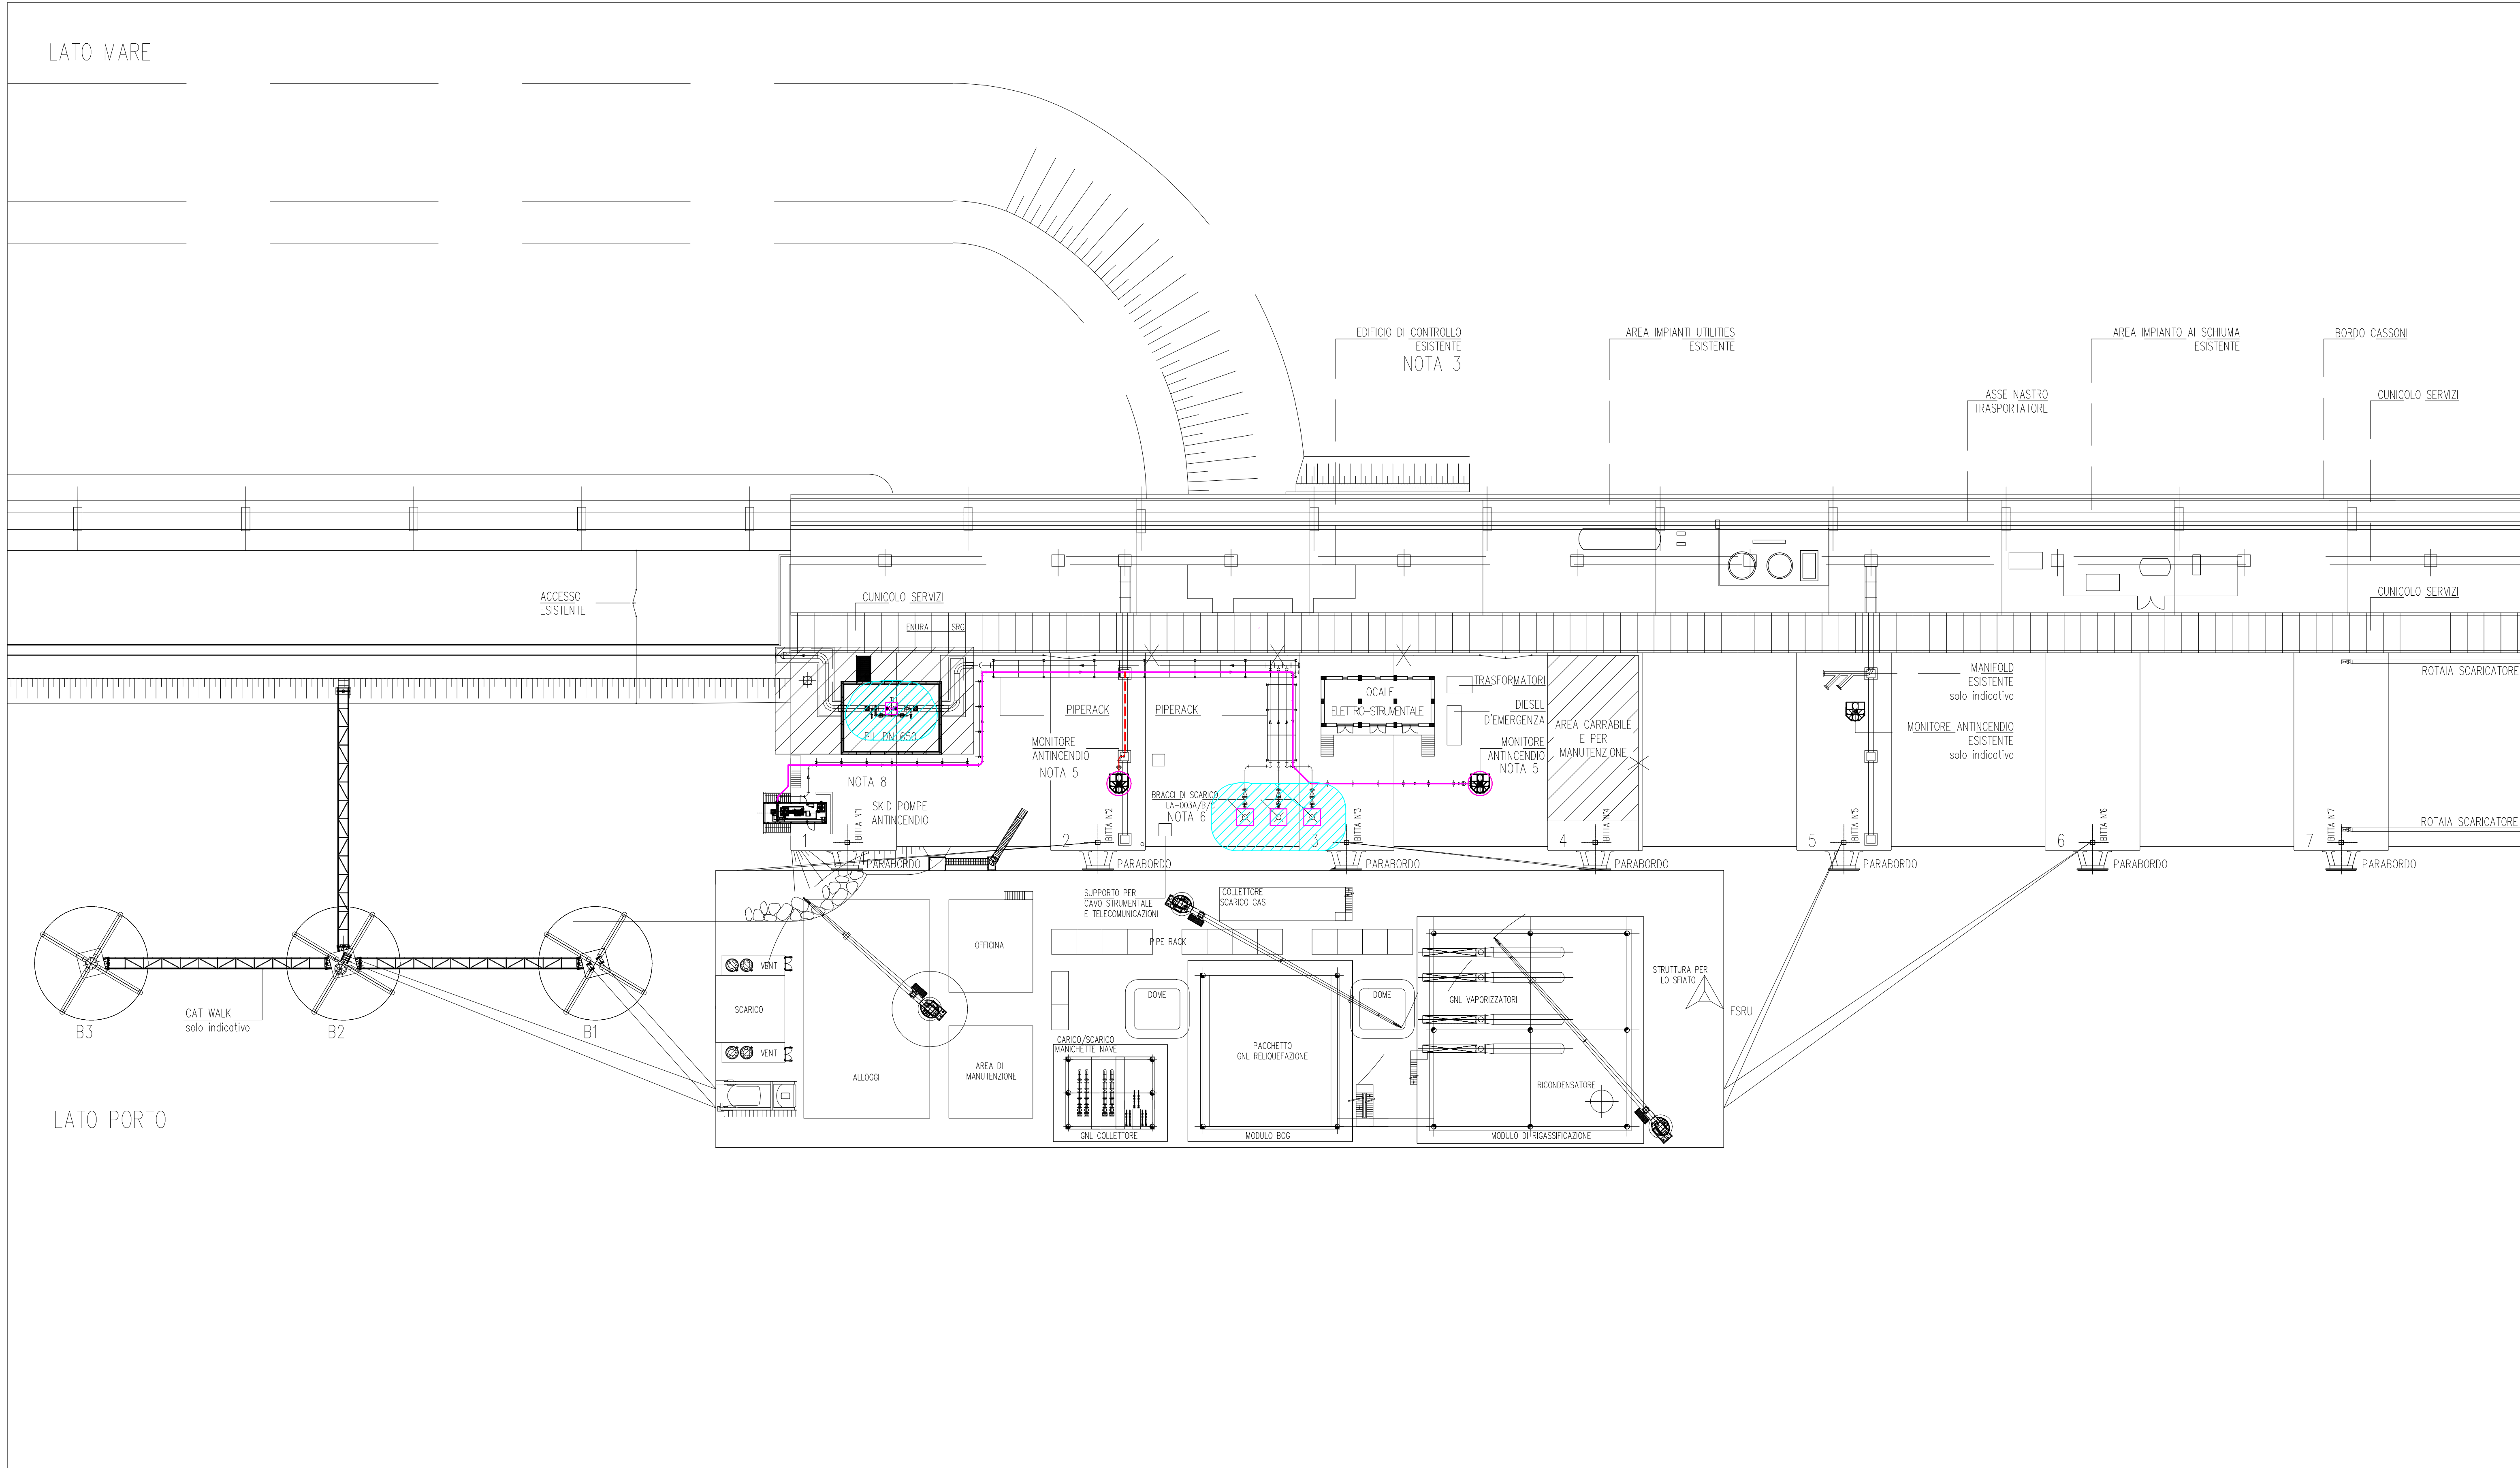 LATO MARE
EDIFICIO DI CONTROLLO
ESISTENTE
NOTA 3
AREA IMPIANTI UTILITIES
ESISTENTE
AREA IMPIANTO AI SCHIUMA
ESISTENTE
BORDO CASSONI
ASSE NASTRO
TRASPORTATORE
CUNICOLO SERVIZI
ACCESSO
ESISTENTE
CUNICOLO SERVIZI
CUNICOLO SERVIZI
ENURA
SRG
PIL DN 650
NOTA 8
SKID POMPE
ANTINCENDIO
PIPERACK
PIPERACK
MONITORE
ANTINCENDIO
NOTA 5
BRACCI DI SCARICO
LA-003A/B/C
NOTA 6
LOCALE
ELETTRO-STRUMENTALE
TRASFORMATORI
DIESEL
D'EMERGENZA
MONITORE
ANTINCENDIO
NOTA 5
AREA CARRABILE
E PER
MANUTENZIONE
MANIFOLD
ESISTENTE
solo indicativo
MONITORE ANTINCENDIO
ESISTENTE
solo indicativo
ROTAIA SCARICATORE
ROTAIA SCARICATORE
1
BITTA N°1
PARABORDO
2
BITTA N°2
PARABORDO
3
BITTA N°3
PARABORDO
4
BITTA N°4
PARABORDO
5
BITTA N°5
PARABORDO
6
BITTA N°6
PARABORDO
7
BITTA N°7
PARABORDO
SUPPORTO PER
CAVO STRUMENTALE
E TELECOMUNICAZIONI
COLLETTORE
SCARICO GAS
PIPE RACK
OFFICINA
VENT
SCARICO
VENT
ALLOGGI
AREA DI
MANUTENZIONE
DOME
DOME
CARICO/SCARICO
MANICHETTE NAVE
GNL COLLETTORE
PACCHETTO
GNL RELIQUEFAZIONE
MODULO BOG
GNL VAPORIZZATORI
RICONDENSATORE
MODULO DI RIGASSIFICAZIONE
STRUTTURA PER
LO SFIATO
FSRU
B3
B2
B1
CAT WALK
solo indicativo
LATO PORTO